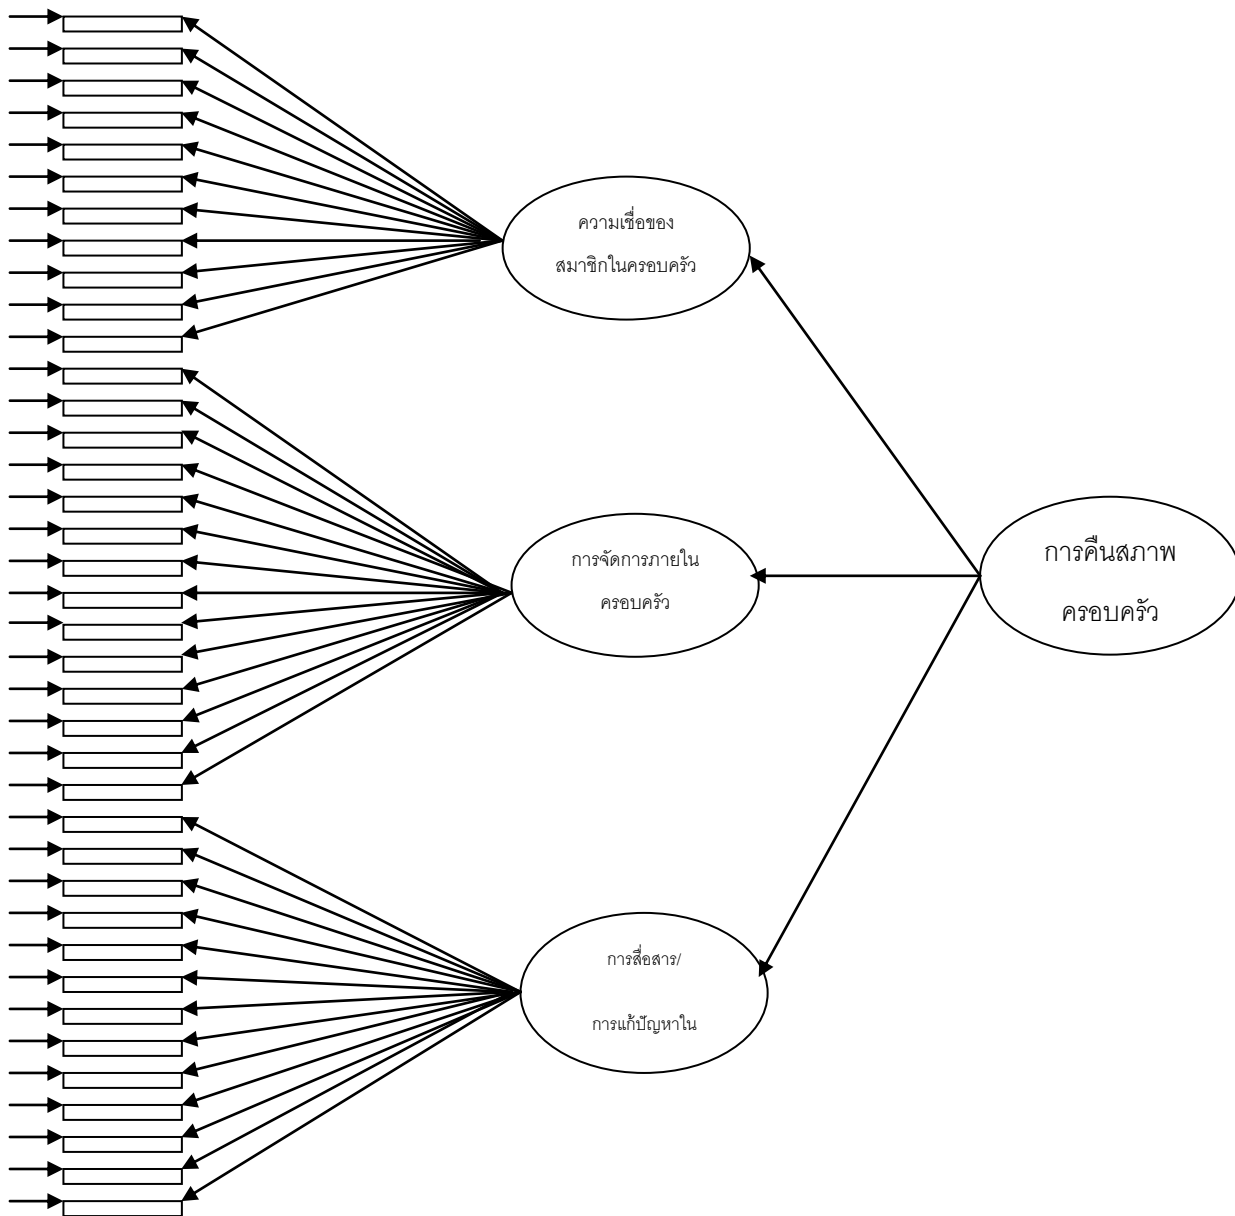 ความเชื่อของ
สมาชิกในครอบครัว
การจัดการภายใน
ครอบครัว
การคืนสภาพ
ครอบครัว
การสื่อสาร/
การแก้ปัญหาใน